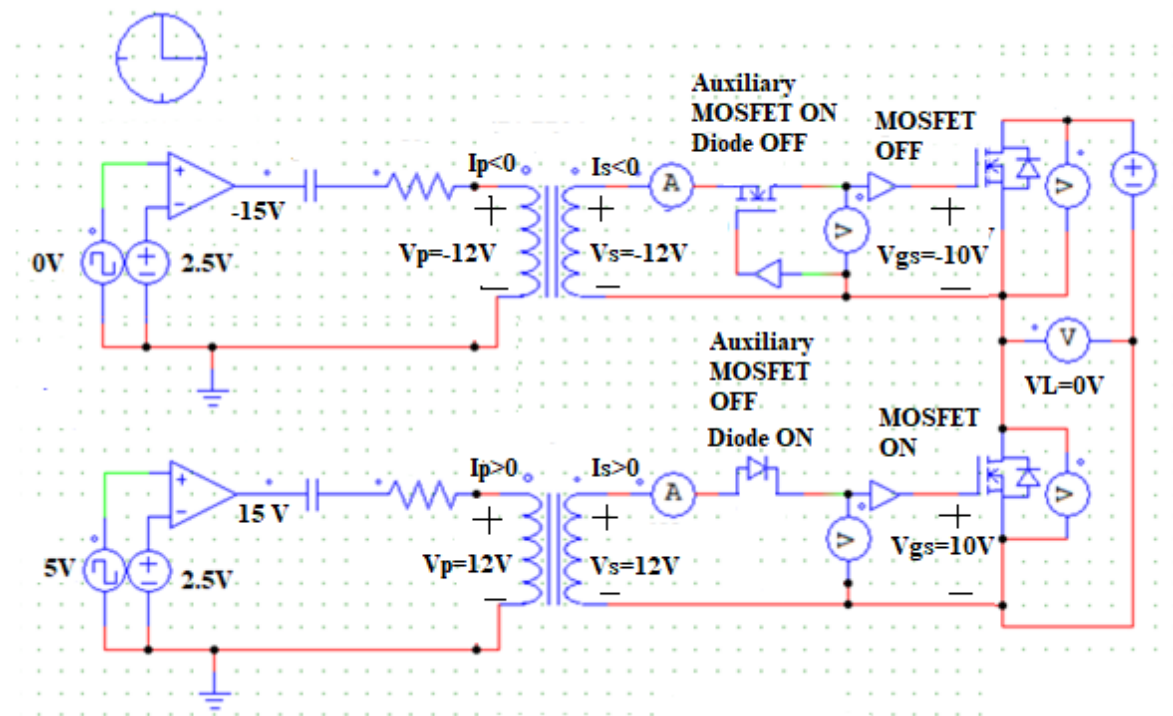 Auxiliary
MOSFET ON
Diode OFF
MOSFET
OFF
Ip<0
Is<0
A
+
-
-15V
+
+
+
V
V
+
-
0V
+
-
2.5V
Vp=-12V
Vs=-12V
Vgs=-10V
-
-
-
V
VL=0V
Auxiliary
MOSFET
OFF
Diode ON
MOSFET
ON
Ip>0
Is>0
A
+
-
15 V
+
+
+
V
V
5V
+
-
2.5V
Vp=12V
Vs=12V
Vgs=10V
-
-
-